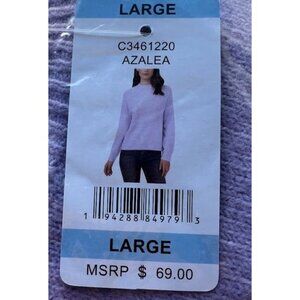 LARGE
C3461220
AZALEA
1 94288 84979 3
LARGE
MSRP $ 69.00